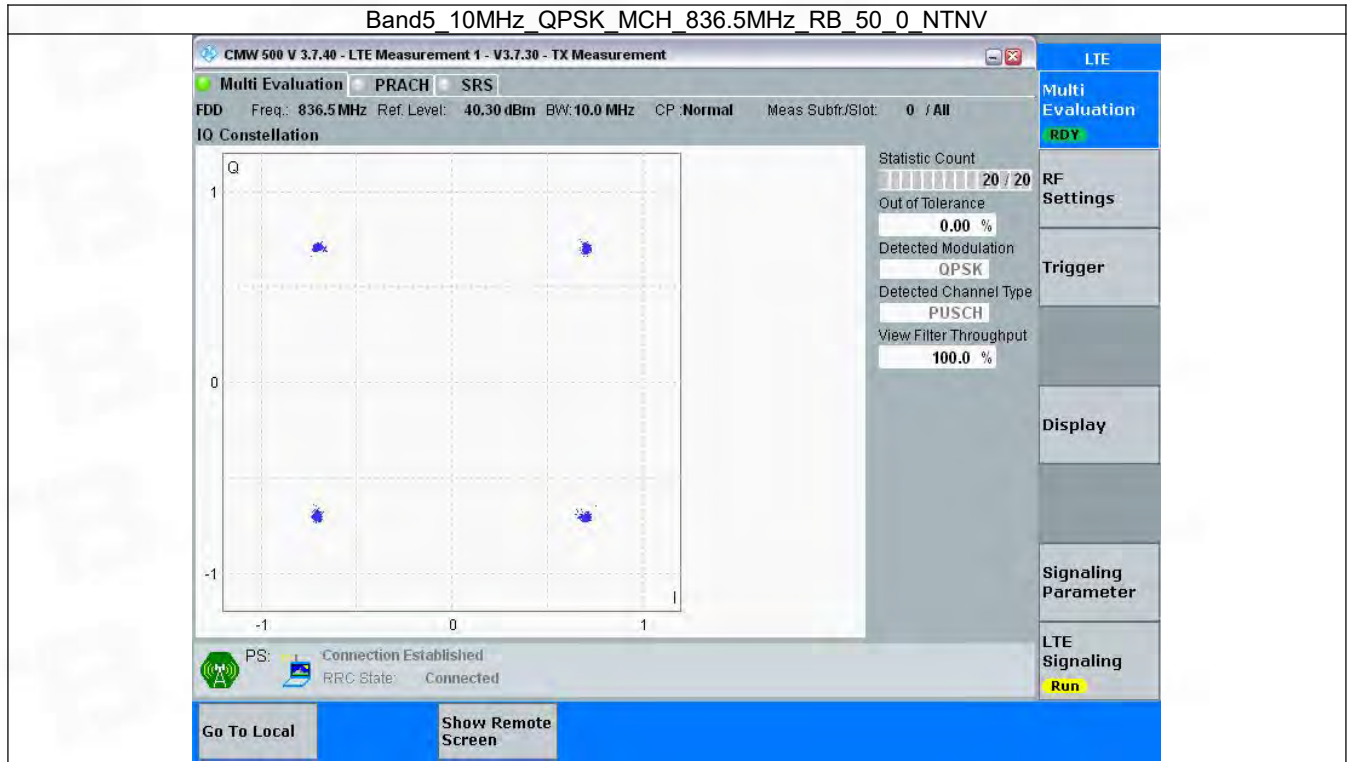 Band5_10MHz_QPSK_MCH_836.5MHz_RB_50_0_NTNV
CMW 500 V 3.7.40 - LTE Measurement 1 - V3.7.30 - TX Measurement
LTE
Multi Evaluation PRACH SRS
FDD Freq.: 836.5 MHz Ref. Level: 40.30 dBm BW: 10.0 MHz CP :Normal Meas Subfr./Slot: 0 / All
IQ Constellation
Q
1
0
-1
I
-1 0 1
Statistic Count
20 / 20
Out of Tolerance
0.00 %
Detected Modulation
QPSK
Detected Channel Type
PUSCH
View Filter Throughput
100.0 %
Multi
Evaluation
RDY
RF
Settings
Trigger
Display
Signaling
Parameter
LTE
Signaling
Run
PS: Connection Established
RRC State: Connected
Go To Local
Show Remote
Screen